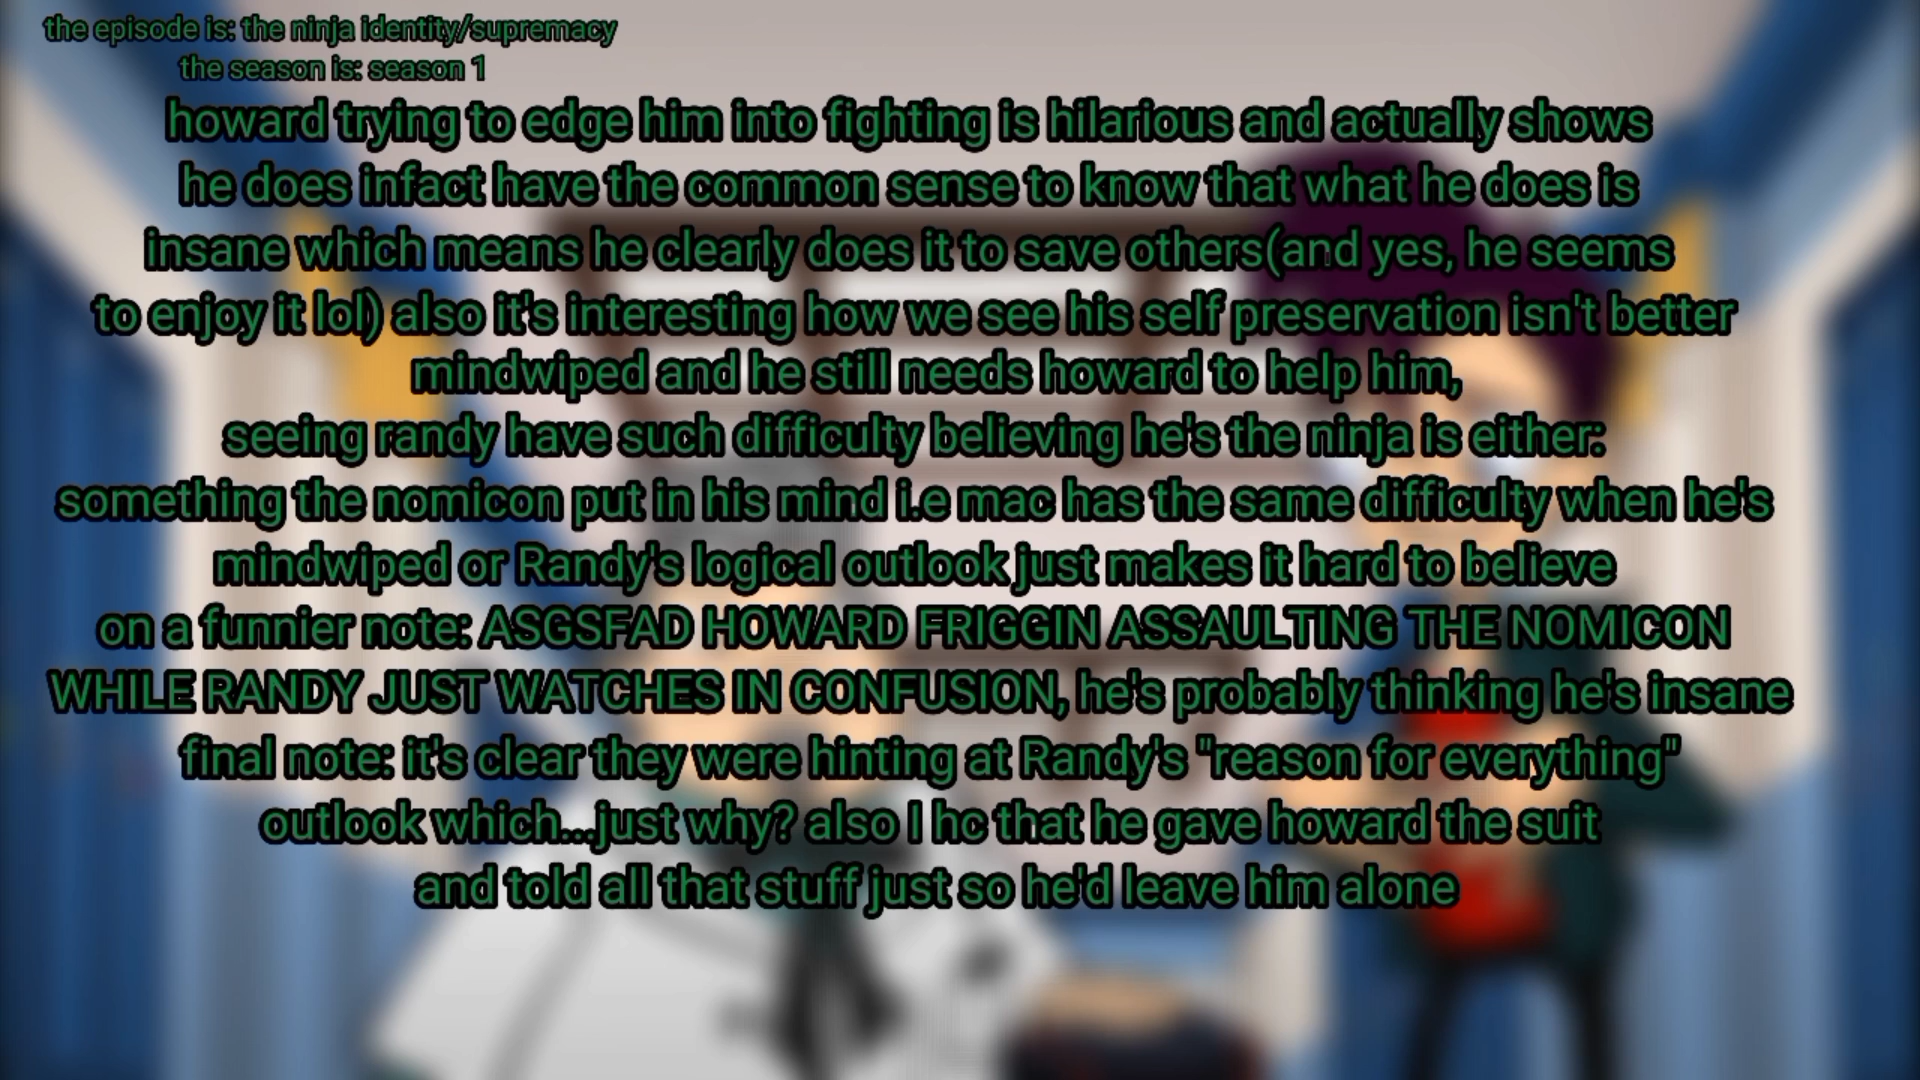 the episode is: the ninja identity/supremacy
the season is: season 1
howard trying to edge him into fighting is hilarious and actually shows
he does infact have the common sense to know that what he does is
insane which means he clearly does it to save others(and yes, he seems
to enjoy it lol) also it's interesting how we see his self preservation isn't better
mindwiped and he still needs howard to help him,
seeing randy have such difficulty believing he's the ninja is either:
something the nomicon put in his mind i.e mac has the same difficulty when he's
mindwiped or Randy's logical outlook just makes it hard to believe
on a funnier note: ASGSFAD HOWARD FRIGGIN ASSAULTING THE NOMICON
WHILE RANDY JUST WATCHES IN CONFUSION, he's probably thinking he's insane
final note: it's clear they were hinting at Randy's "reason for everything"
outlook which...just why? also I hc that he gave howard the suit
and told all that stuff just so he'd leave him alone